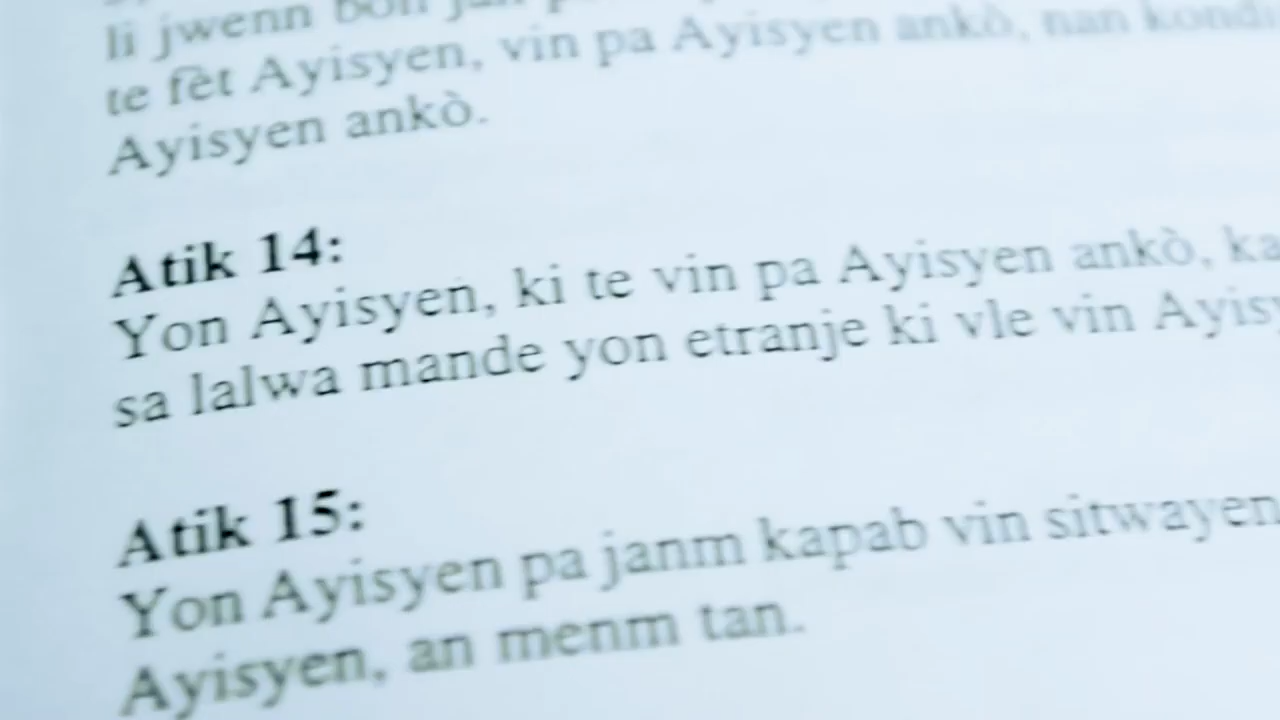 li jwenn bon jan
te fèt Ayisyen, vin pa Ayisyen ankò, nan
Ayisyen ankò.
Atik 14:
Yon Ayisyen, ki te vin pa Ayisyen ankò,
sa lalwa mande yon etranje ki vle vin
Atik 15:
Yon Ayisyen pa janm kapab vin sitwayen
Ayisyen, an menm tan.